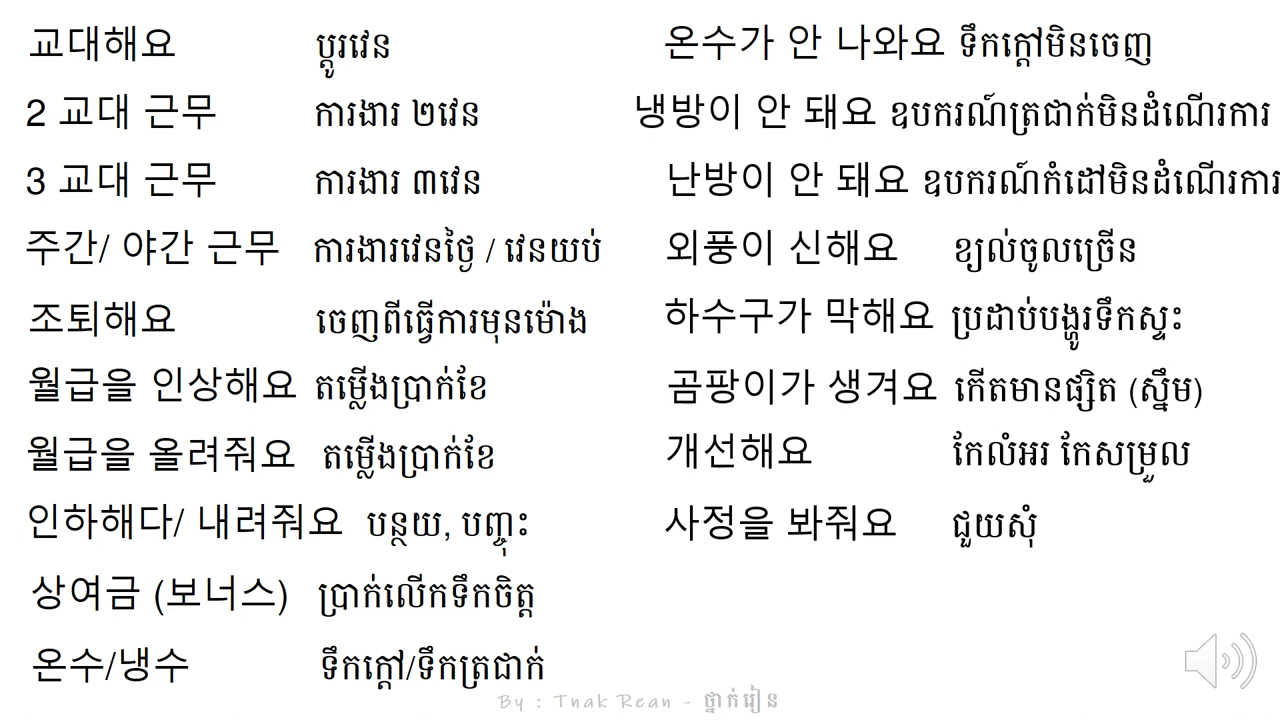 교대해요 ប្តូរវេន
2 교대 근무 ការងារ ២វេន
3 교대 근무 ការងារ ៣វេន
주간/ 야간 근무 ការងារវេនថ្ងៃ / វេនយប់
조퇴해요 ចេញពីធ្វើការមុនម៉ោង
월급을 인상해요 តម្លើងប្រាក់ខែ
월급을 올려줘요 តម្លើងប្រាក់ខែ
인하해다/ 내려줘요 បន្ថយ, បញ្ចុះ
상여금 (보너스) ប្រាក់លើកទឹកចិត្ត
온수/냉수 ទឹកក្តៅ/ទឹកត្រជាក់
온수가 안 나와요 ទឹកក្តៅមិនចេញ
냉방이 안 돼요 ឧបករណ៍ត្រជាក់មិនដំណើរការ
난방이 안 돼요 ឧបករណ៍កំដៅមិនដំណើរការ
외풍이 신해요 ខ្យល់ចូលច្រើន
하수구가 막해요 ប្រដាប់បង្ហូរទឹកស្ទះ
곰팡이가 생겨요 កើតមានផ្សិត (ស្នឹម)
개선해요 កែលំអរ កែសម្រួល
사정을 봐줘요 ជួយសុំ
By : Tnak Rean - ថ្នាក់រៀន